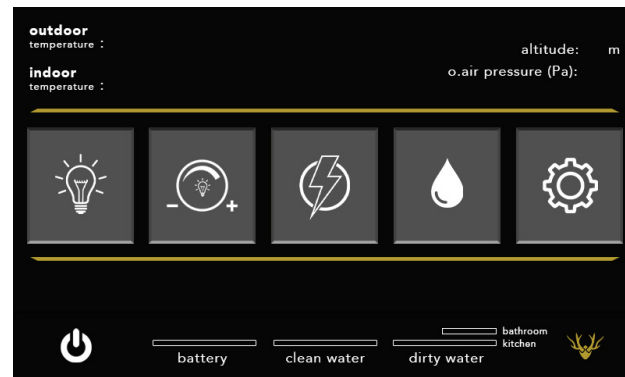 outdoor
temperature :
indoor
temperature :
altitude: m
o.air pressure (Pa):
- +
battery
clean water
dirty water
bathroom
kitchen